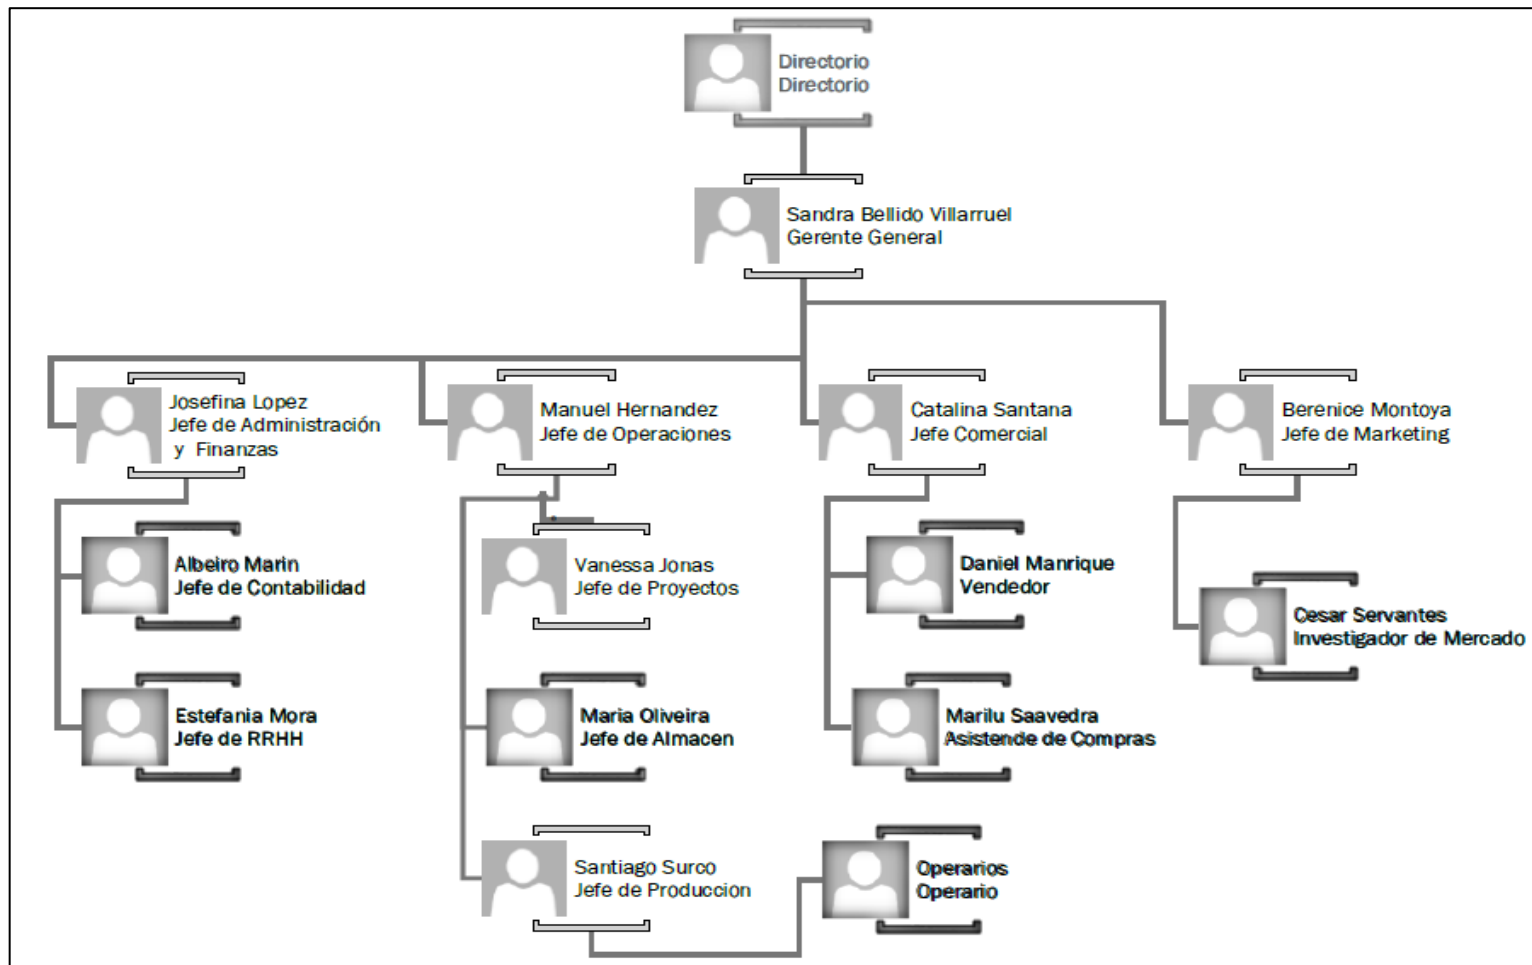 Directorio
Directorio
Sandra Bellido Villarruel
Gerente General
Josefina Lopez
Jefe de Administración
y Finanzas
Manuel Hernandez
Jefe de Operaciones
Catalina Santana
Jefe Comercial
Berenice Montoya
Jefe de Marketing
Albeiro Marin
Jefe de Contabilidad
Vanessa Jonas
Jefe de Proyectos
Daniel Manrique
Vendedor
Cesar Servantes
Investigador de Mercado
Estefania Mora
Jefe de RRHH
Maria Oliveira
Jefe de Almacen
Marilu Saavedra
Asistende de Compras
Santiago Surco
Jefe de Produccion
Operarios
Operario